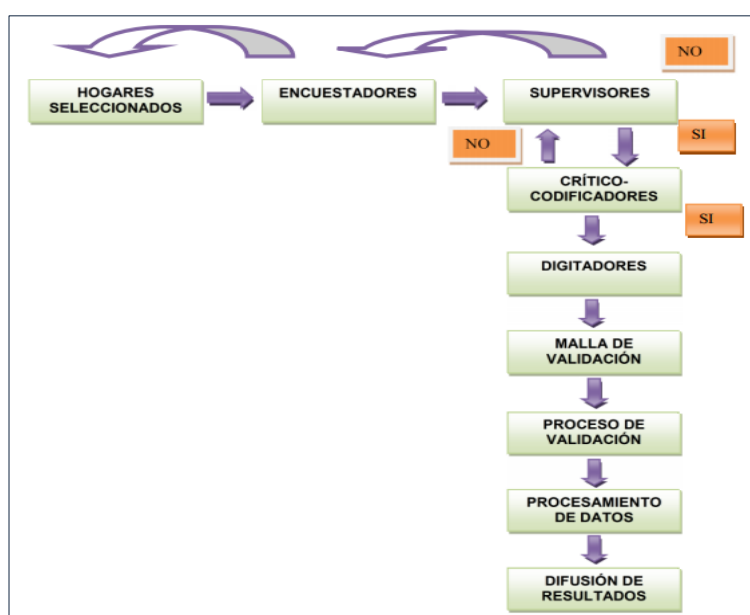 NO
HOGARES
SELECCIONADOS
ENCUESTADORES
SUPERVISORES
NO
SI
CRÍTICO-
CODIFICADORES
SI
DIGITADORES
MALLA DE
VALIDACIÓN
PROCESO DE
VALIDACIÓN
PROCESAMIENTO
DE DATOS
DIFUSIÓN DE
RESULTADOS